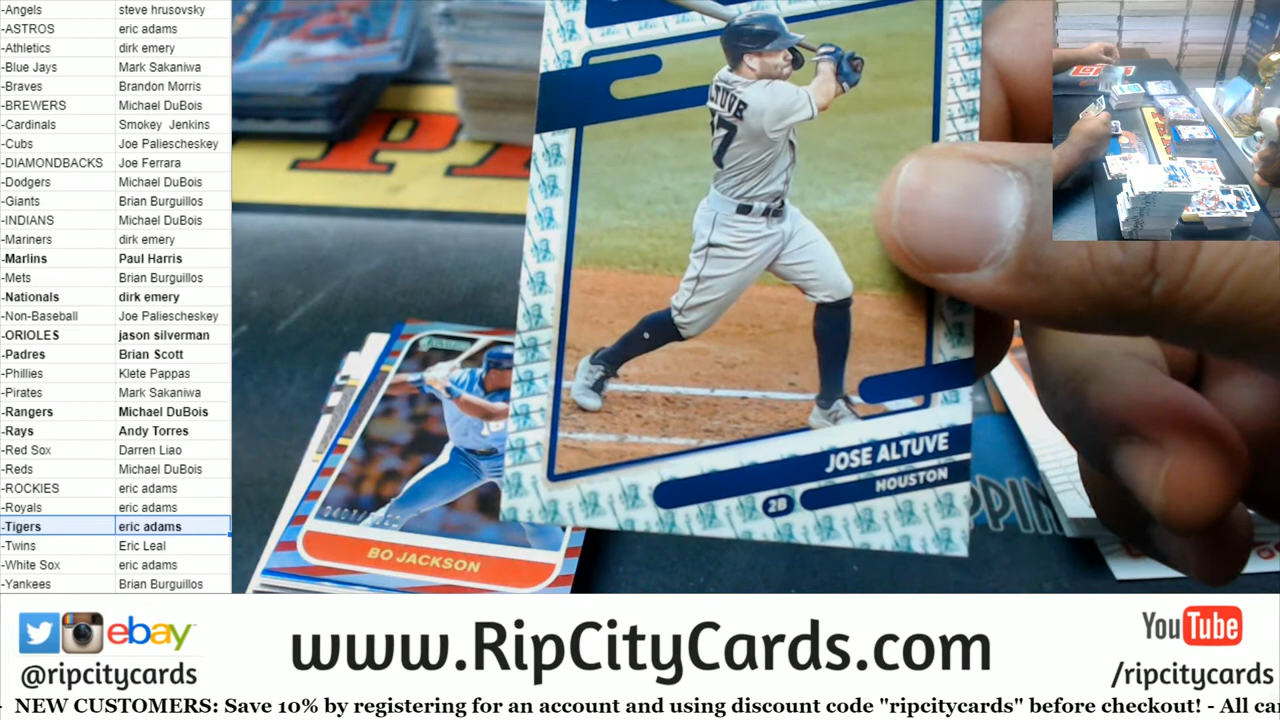 -Angels steve hrusovsky
-ASTROS eric adams
-Athletics dirk emery
-Blue Jays Mark Sakaniwa
-Braves Brandon Morris
-BREWERS Michael DuBois
-Cardinals Smokey Jenkins
-Cubs Joe Paliescheskey
-DIAMONDBACKS Joe Ferrara
-Dodgers Michael DuBois
-Giants Brian Burguillos
-INDIANS Michael DuBois
-Mariners dirk emery
-Marlins Paul Harris
-Mets Brian Burguillos
-Nationals dirk emery
-Non-Baseball Joe Paliescheskey
-ORIOLES jason silverman
-Padres Brian Scott
-Phillies Klete Pappas
-Pirates Mark Sakaniwa
-Rangers Michael DuBois
-Rays Andy Torres
-Red Sox Darren Liao
-Reds Michael DuBois
-ROCKIES eric adams
-Royals eric adams
-Tigers eric adams
-Twins Eric Leal
-White Sox eric adams
-Yankees Brian Burguillos
ALTUVE
JOSE ALTUVE
HOUSTON
2B
BO JACKSON
PPIN
ebay
@ripcitycards
www.RipCityCards.com
YouTube
/ripcitycards
NEW CUSTOMERS: Save 10% by registering for an account and using discount code "ripcitycards" before checkout! - All ca